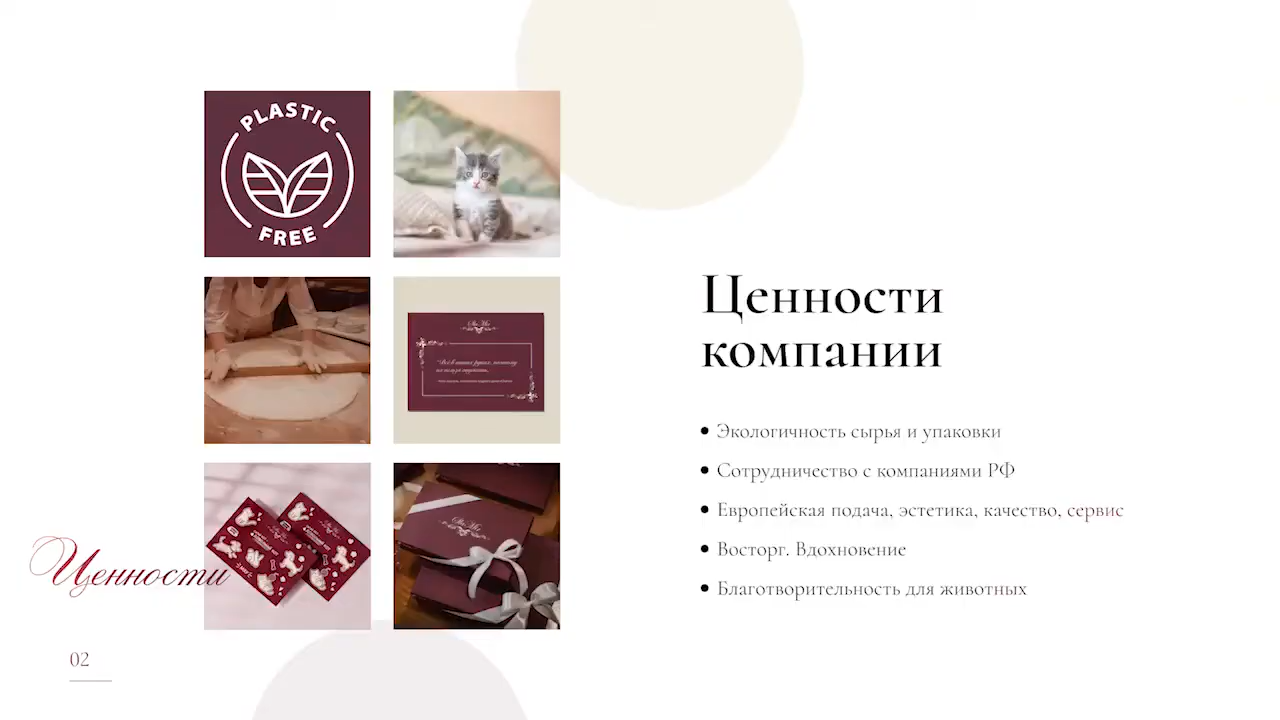 PLASTIC
FREE
Ценности
компании
Экологичность сырья и упаковки
Сотрудничество с компаниями РФ
Европейская подача, эстетика, качество, сервис
Восторг. Вдохновение
Благотворительность для животных
Ценности
02